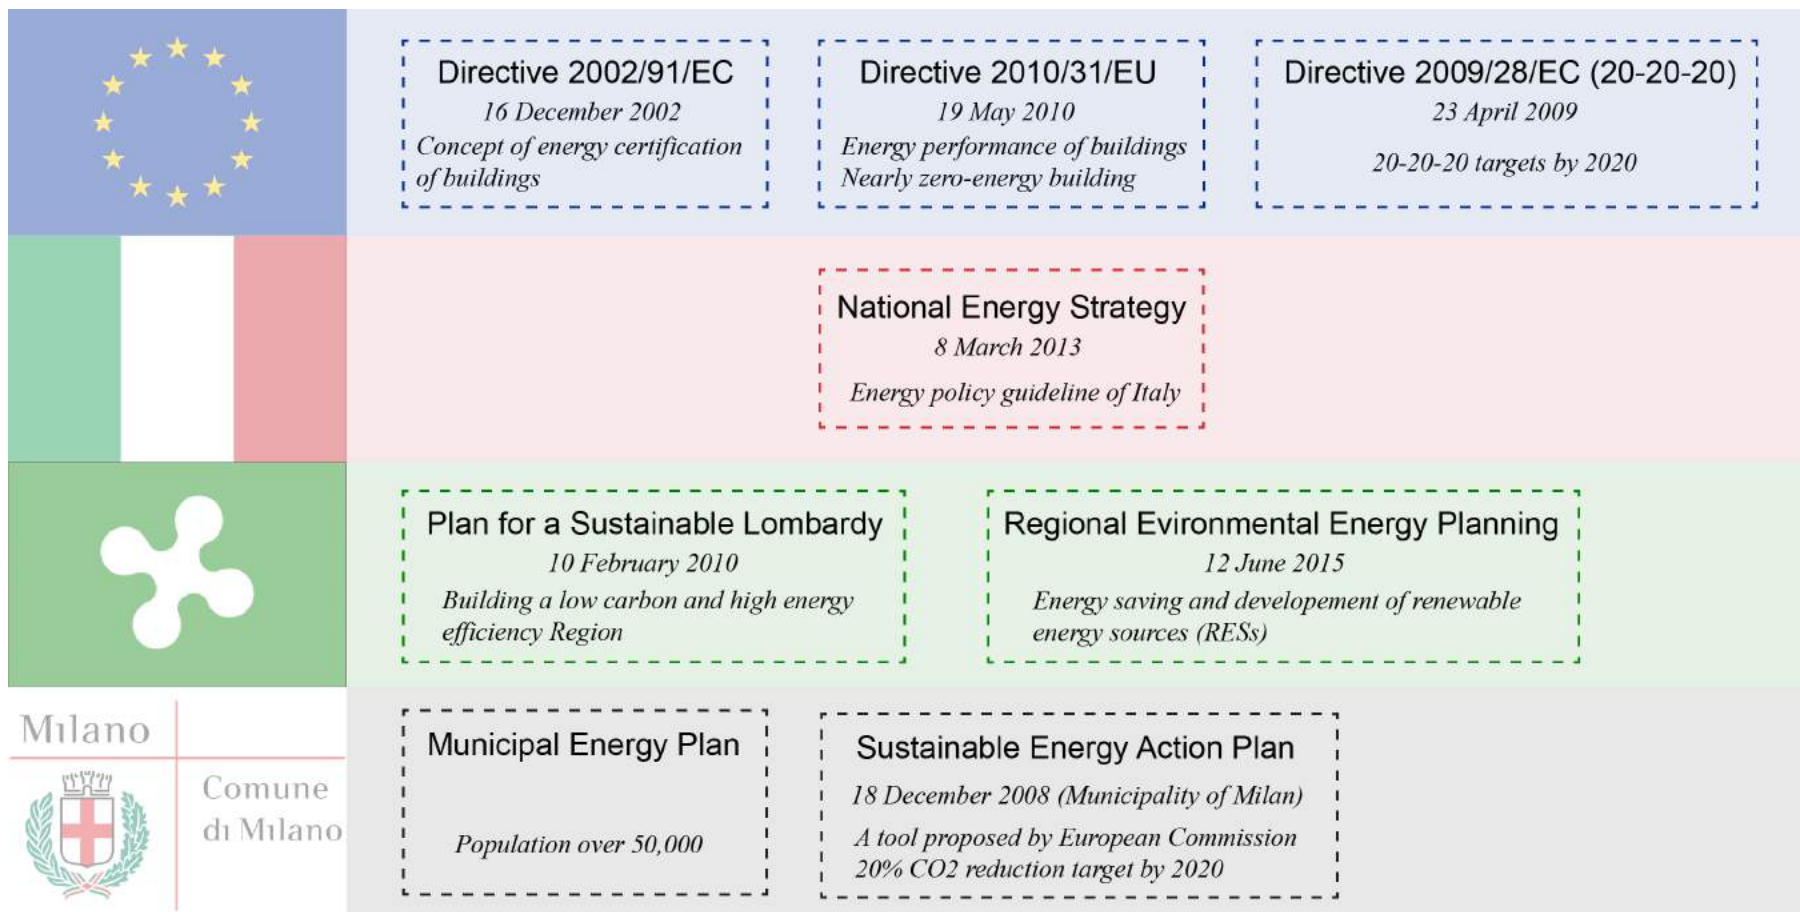 Directive 2002/91/EC
16 December 2002
Concept of energy certification
of buildings
Directive 2010/31/EU
19 May 2010
Energy performance of buildings
Nearly zero-energy building
Directive 2009/28/EC (20-20-20)
23 April 2009
20-20-20 targets by 2020
National Energy Strategy
8 March 2013
Energy policy guideline of Italy
Plan for a Sustainable Lombardy
10 February 2010
Building a low carbon and high energy
efficiency Region
Regional Evironmental Energy Planning
12 June 2015
Energy saving and developement of renewable
energy sources (RESs)
Milano
Comune
di Milano
Municipal Energy Plan
Population over 50,000
Sustainable Energy Action Plan
18 December 2008 (Municipality of Milan)
A tool proposed by European Commission
20% CO2 reduction target by 2020